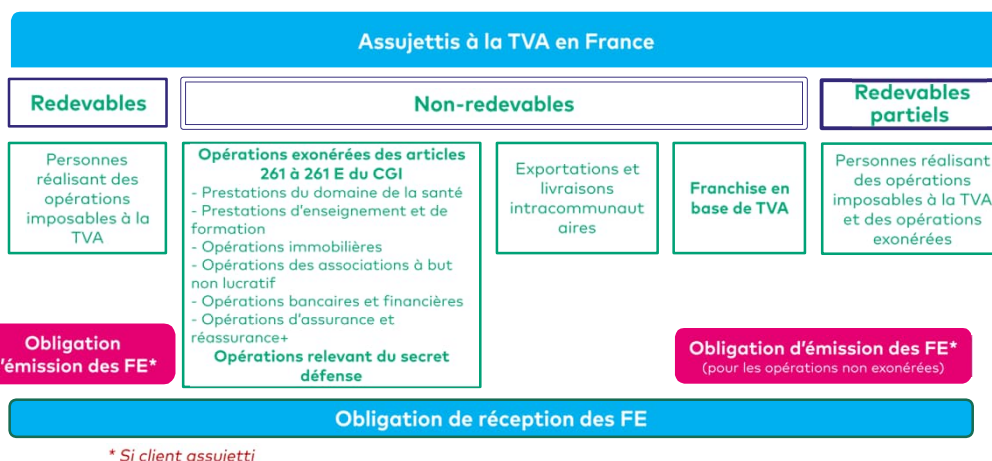 Assujettis à la TVA en France
Redevables
Non-redevables
Redevables
partiels
Personnes
réalisant des
opérations
imposables à la
TVA
Opérations exonérées des articles
261 à 261 E du CGI
- Prestations du domaine de la santé
- Prestations d'enseignement et de
formation
- Opérations immobilières
- Opérations des associations à but
non lucratif
- Opérations bancaires et financières
- Opérations d'assurance et
réassurance+
Opérations relevant du secret
défense
Exportations et
livraisons
intracommunaut
aires
Franchise en
base de TVA
Personnes réalisant
des opérations
imposables à la TVA
et des opérations
exonérées
Obligation
'émission des FE*
Obligation d'émission des FE*
(pour les opérations non exonérées)
Obligation de réception des FE
* Si client assujetti